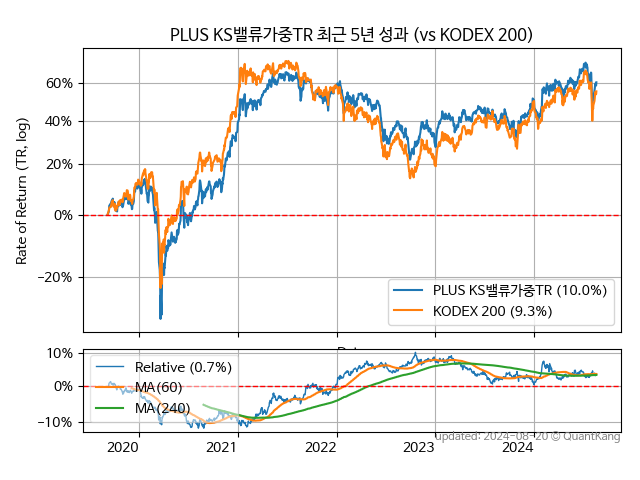 PLUS KS밸류가중TR 최근 5년 성과 (vs KODEX 200)
Rate of Return (TR, log)
60%
40%
20%
0%
−20%
PLUS KS밸류가중TR (10.0%)
KODEX 200 (9.3%)
10%
0%
−10%
Relative (0.7%)
MA(60)
MA(240)
2020
2021
2022
2023
2024
updated: 2024-08-20 © QuantKang